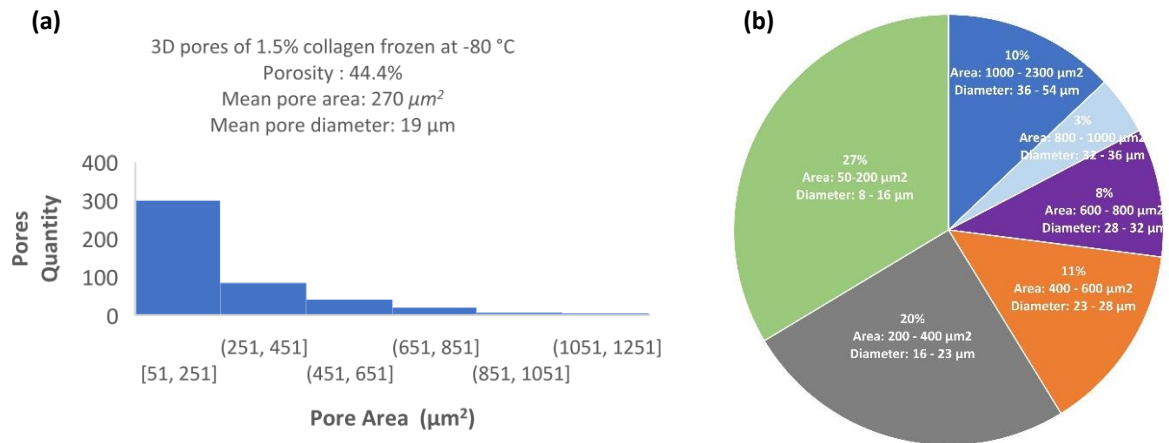 (a)
3D pores of 1.5% collagen frozen at -80 °C
Porosity : 44.4%
Mean pore area: 270 µm²
Mean pore diameter: 19 µm
400
300
200
100
0
Pores
Quantity
(251, 451]
(651, 851]
(1051, 1251]
[51, 251]
(451, 651]
(851, 1051]
Pore Area (µm²)
(b)
10%
Area: 1000 - 2300 µm2
Diameter: 36 - 54 µm
3%
Area: 800 - 1000 µm2
Diameter: 32 - 36 µm
8%
Area: 600 - 800 µm2
Diameter: 28 - 32 µm
11%
Area: 400 - 600 µm2
Diameter: 23 - 28 µm
20%
Area: 200 - 400 µm2
Diameter: 16 - 23 µm
27%
Area: 50-200 µm2
Diameter: 8 - 16 µm